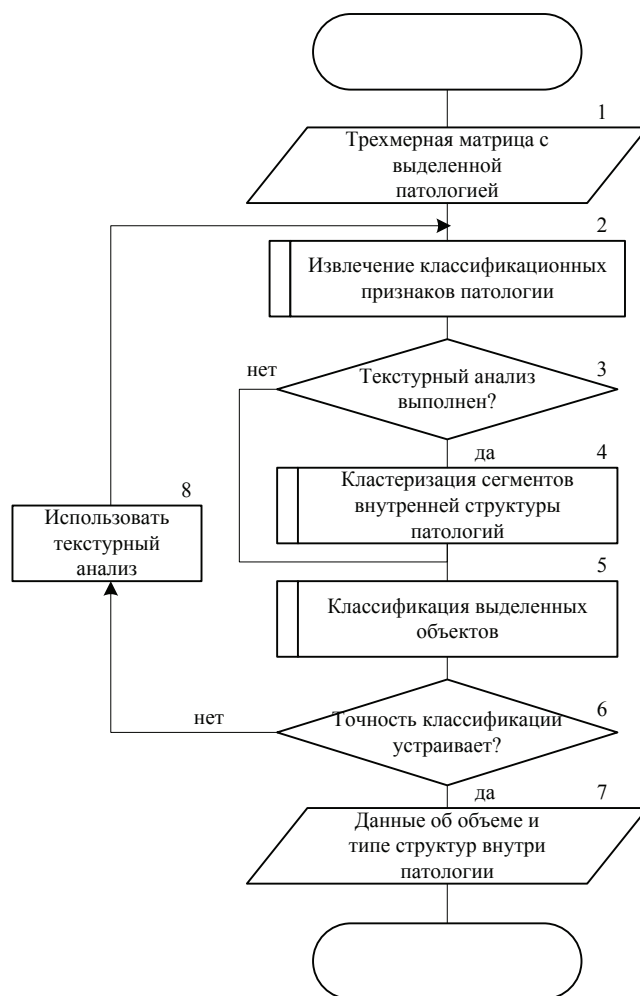 1
Трехмерная матрица с
выделенной
патологией
2
Извлечение классификационных
признаков патологии
3
нет
Текстурный анализ
выполнен?
да
4
Кластеризация сегментов
внутренней структуры
патологий
8
Использовать
текстурный
анализ
5
Классификация выделенных
объектов
6
нет
Точность классификации
устраивает?
да
7
Данные об объеме и
типе структур внутри
патологии